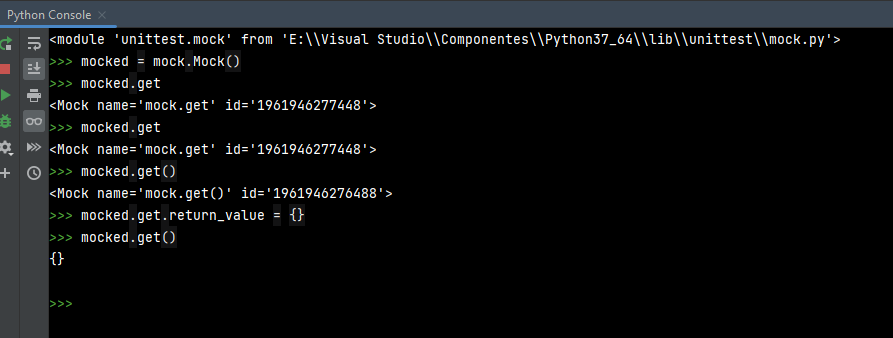 Python Console
<module 'unittest.mock' from 'E:\\Visual Studio\\Componentes\\Python37_64\\lib\\unittest\\mock.py'>
>>> mocked = mock.Mock()
>>> mocked.get
<Mock name='mock.get' id='1961946277448'>
>>> mocked.get
<Mock name='mock.get' id='1961946277448'>
>>> mocked.get()
<Mock name='mock.get()' id='1961946276488'>
>>> mocked.get.return_value = {}
>>> mocked.get()
{}
>>>